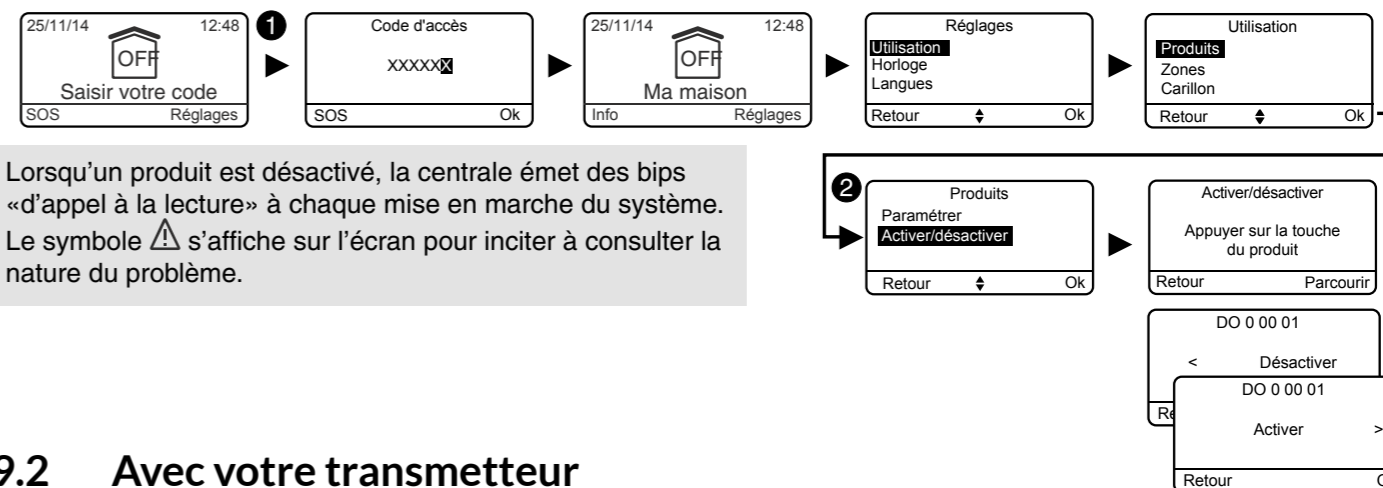 25/11/14 12:48
OFF
Saisir votre code
SOS Réglages
1
Code d'accès
XXXXXX
SOS Ok
25/11/14 12:48
OFF
Ma maison
Info Réglages
Réglages
Utilisation
Horloge
Langues
Retour Ok
Utilisation
Produits
Zones
Carillon
Retour Ok
Lorsqu'un produit est désactivé, la centrale émet des bips
«d'appel à la lecture» à chaque mise en marche du système.
Le symbole ⚠ s'affiche sur l'écran pour inciter à consulter la
nature du problème.
2
Produits
Paramétrer
Activer/désactiver
Retour Ok
Activer/désactiver
Appuyer sur la touche
du produit
Retour Parcourir
DO 0 00 01
< Désactiver
DO 0 00 01
Activer >
Retour
9.2 Avec votre transmetteur